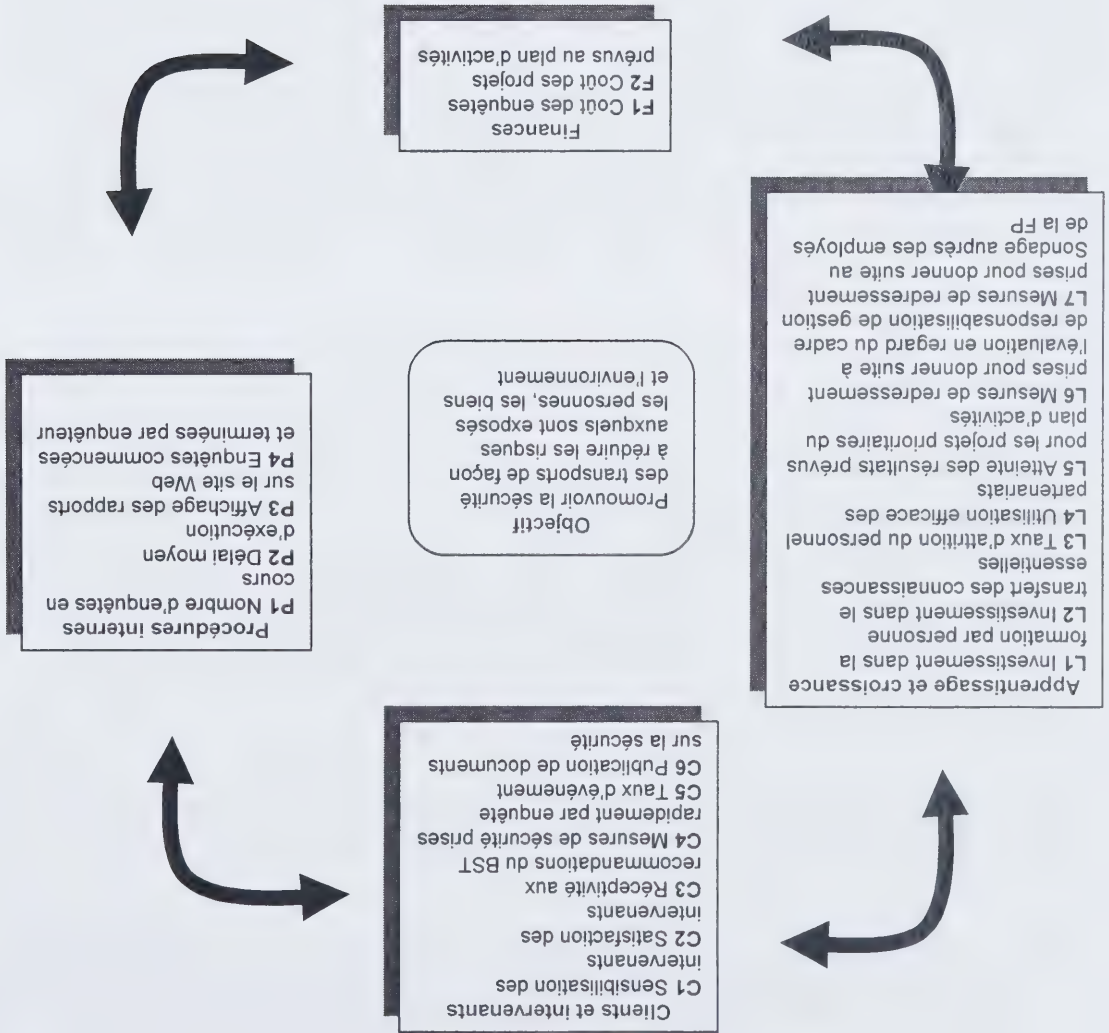 Clients et intervenants
C1 Sensibilisation des
intervenants
C2 Satisfaction des
intervenants
C3 Réceptivité aux
recommandations du BST
C4 Mesures de sécurité prises
rapidement par enquête
C5 Taux d'événement
C6 Publication de documents
sur la sécurité
Procédures internes
P1 Nombre d'enquêtes en
cours
P2 Délai moyen
d'exécution
P3 Affichage des rapports
sur le site Web
P4 Enquêtes commencées
et terminées par enquêteur
Objectif
Promouvoir la sécurité
des transports de façon
à réduire les risques
auxquels sont exposés
les personnes, les biens
et l'environnement
Apprentissage et croissance
L1 Investissement dans la
formation par personne
L2 Investissement dans le
transfert des connaissances
essentielles
L3 Taux d'attrition du personnel
L4 Utilisation efficace des
partenariats
L5 Atteinte des résultats prévus
pour les projets prioritaires du
plan d'activités
L6 Mesures de redressement
prises pour donner suite à
l'évaluation en regard du cadre
de responsabilisation de gestion
L7 Mesures de redressement
prises pour donner suite au
Sondage auprès des employés
de la FP
Finances
F1 Coût des enquêtes
F2 Coût des projets
prévus au plan d'activités